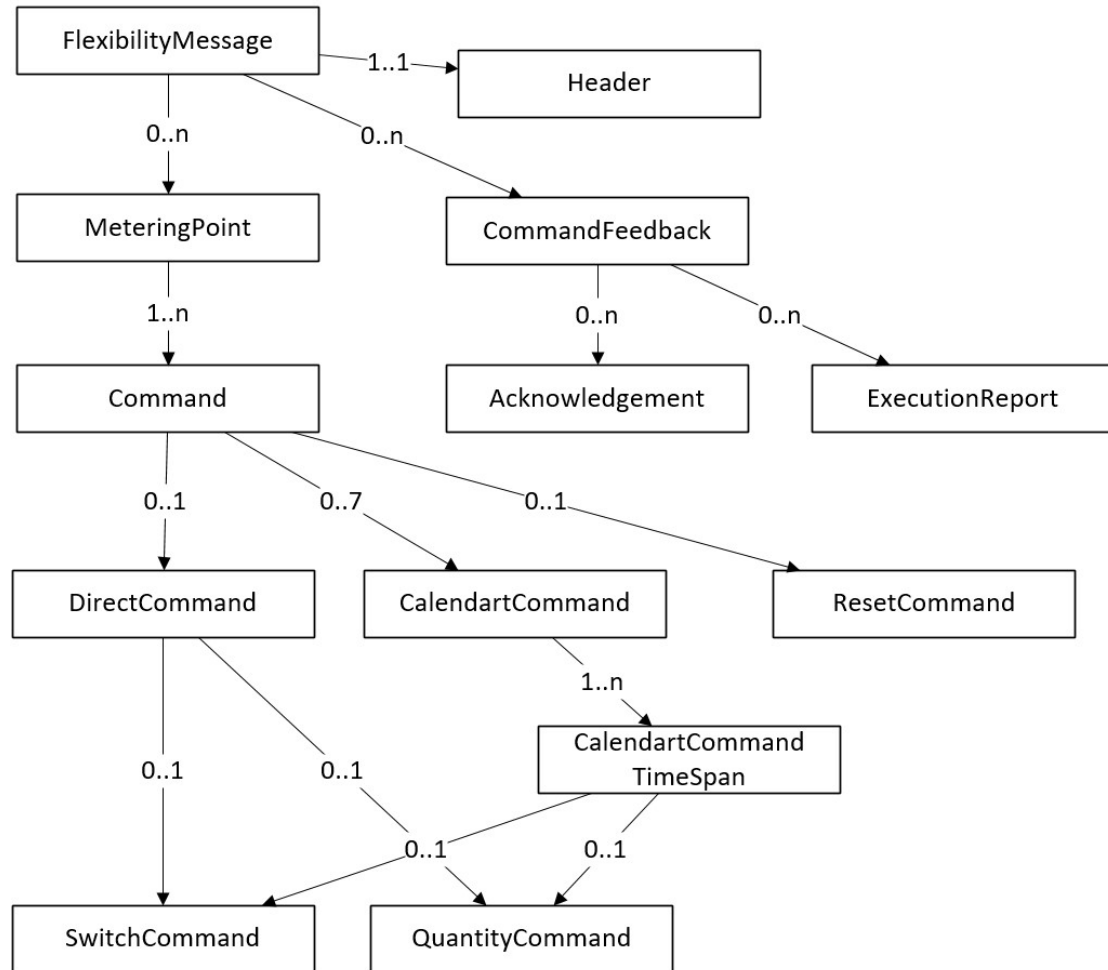 FlexibilityMessage
1..1
Header
0..n
0..n
MeteringPoint
CommandFeedback
1..n
0..n
0..n
Command
Acknowledgement
ExecutionReport
0..1
0..7
0..1
DirectCommand
CalendartCommand
ResetCommand
1..n
CalendartCommand
TimeSpan
0..1
0..1
0..1
0..1
SwitchCommand
QuantityCommand